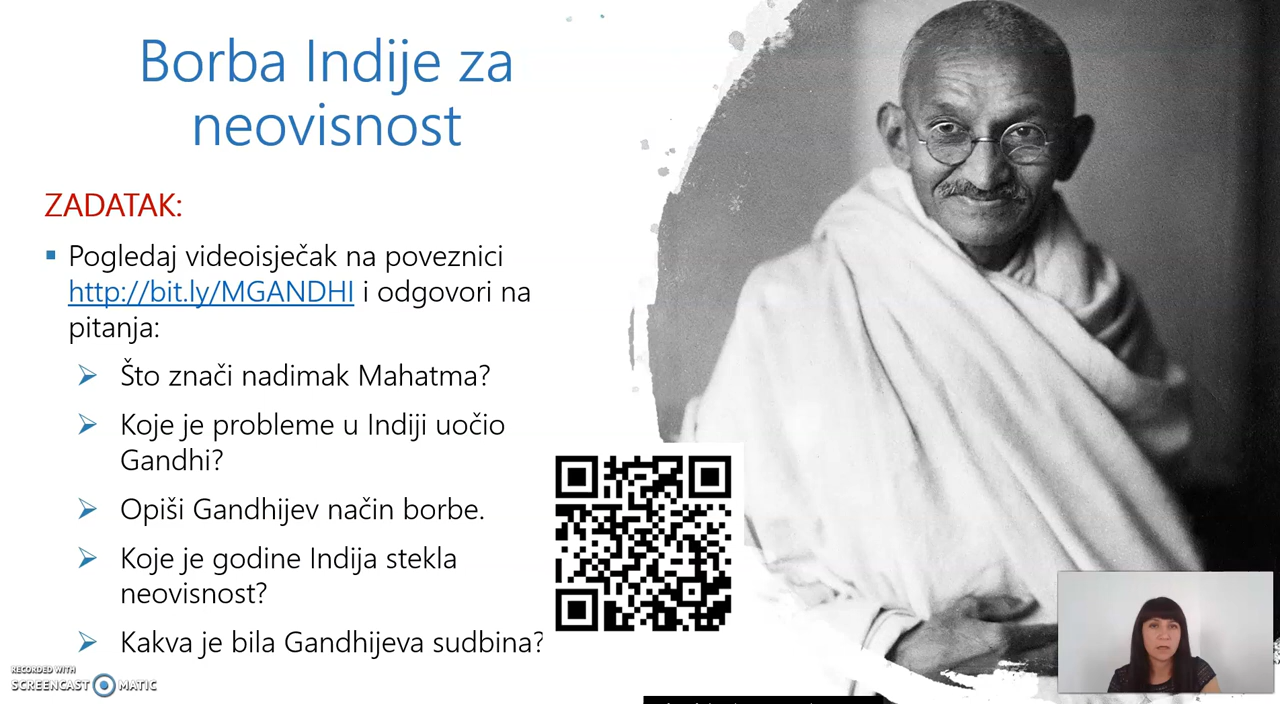 Borba Indije za
neovisnost
ZADATAK:
Pogledaj videoisječak na poveznici
http://bit.ly/MGANDHI i odgovori na
pitanja:
Što znači nadimak Mahatma?
Koje je probleme u Indiji uočio
Gandhi?
Opiši Gandhijev način borbe.
Koje je godine Indija stekla
neovisnost?
Kakva je bila Gandhijeva sudbina?
RECORDED WITH
SCREENCAST MATIC